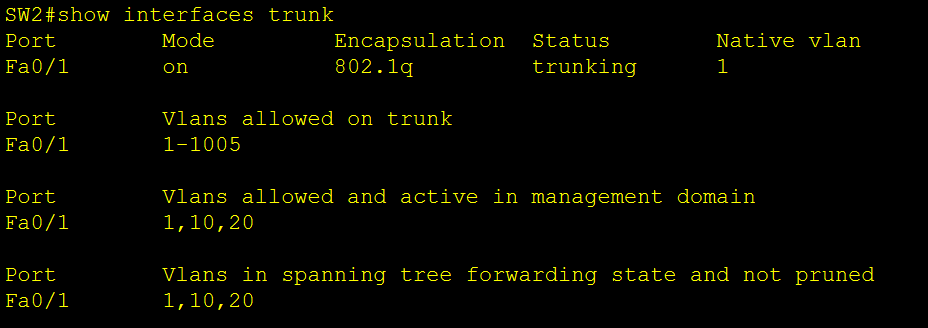 SW2#show interfaces trunk
Port Mode Encapsulation Status Native vlan
Fa0/1 on 802.1q trunking 1
Port Vlans allowed on trunk
Fa0/1 1-1005
Port Vlans allowed and active in management domain
Fa0/1 1,10,20
Port Vlans in spanning tree forwarding state and not pruned
Fa0/1 1,10,20